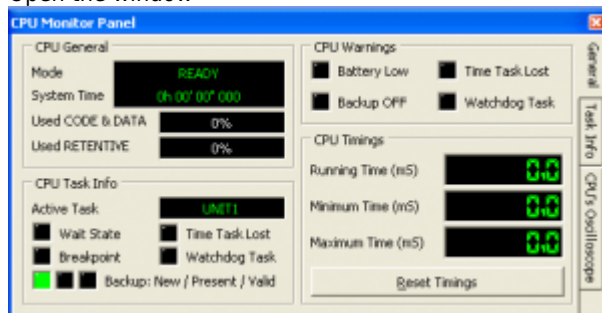 CPU Monitor Panel
CPU General
Mode READY
System Time 0h 00' 00" 000
Used CODE & DATA 0%
Used RETENTIVE 0%
CPU Task Info
Active Task UNIT1
Wait State Time Task Lost
Breakpoint Watchdog Task
Backup: New / Present / Valid
CPU Warnings
Battery Low Time Task Lost
Backup OFF Watchdog Task
CPU Timings
Running Time (mS) 0,0
Minimum Time (mS) 0,0
Maximum Time (mS) 0,0
Reset Timings
General
Task Info
CPU's Oscilloscope